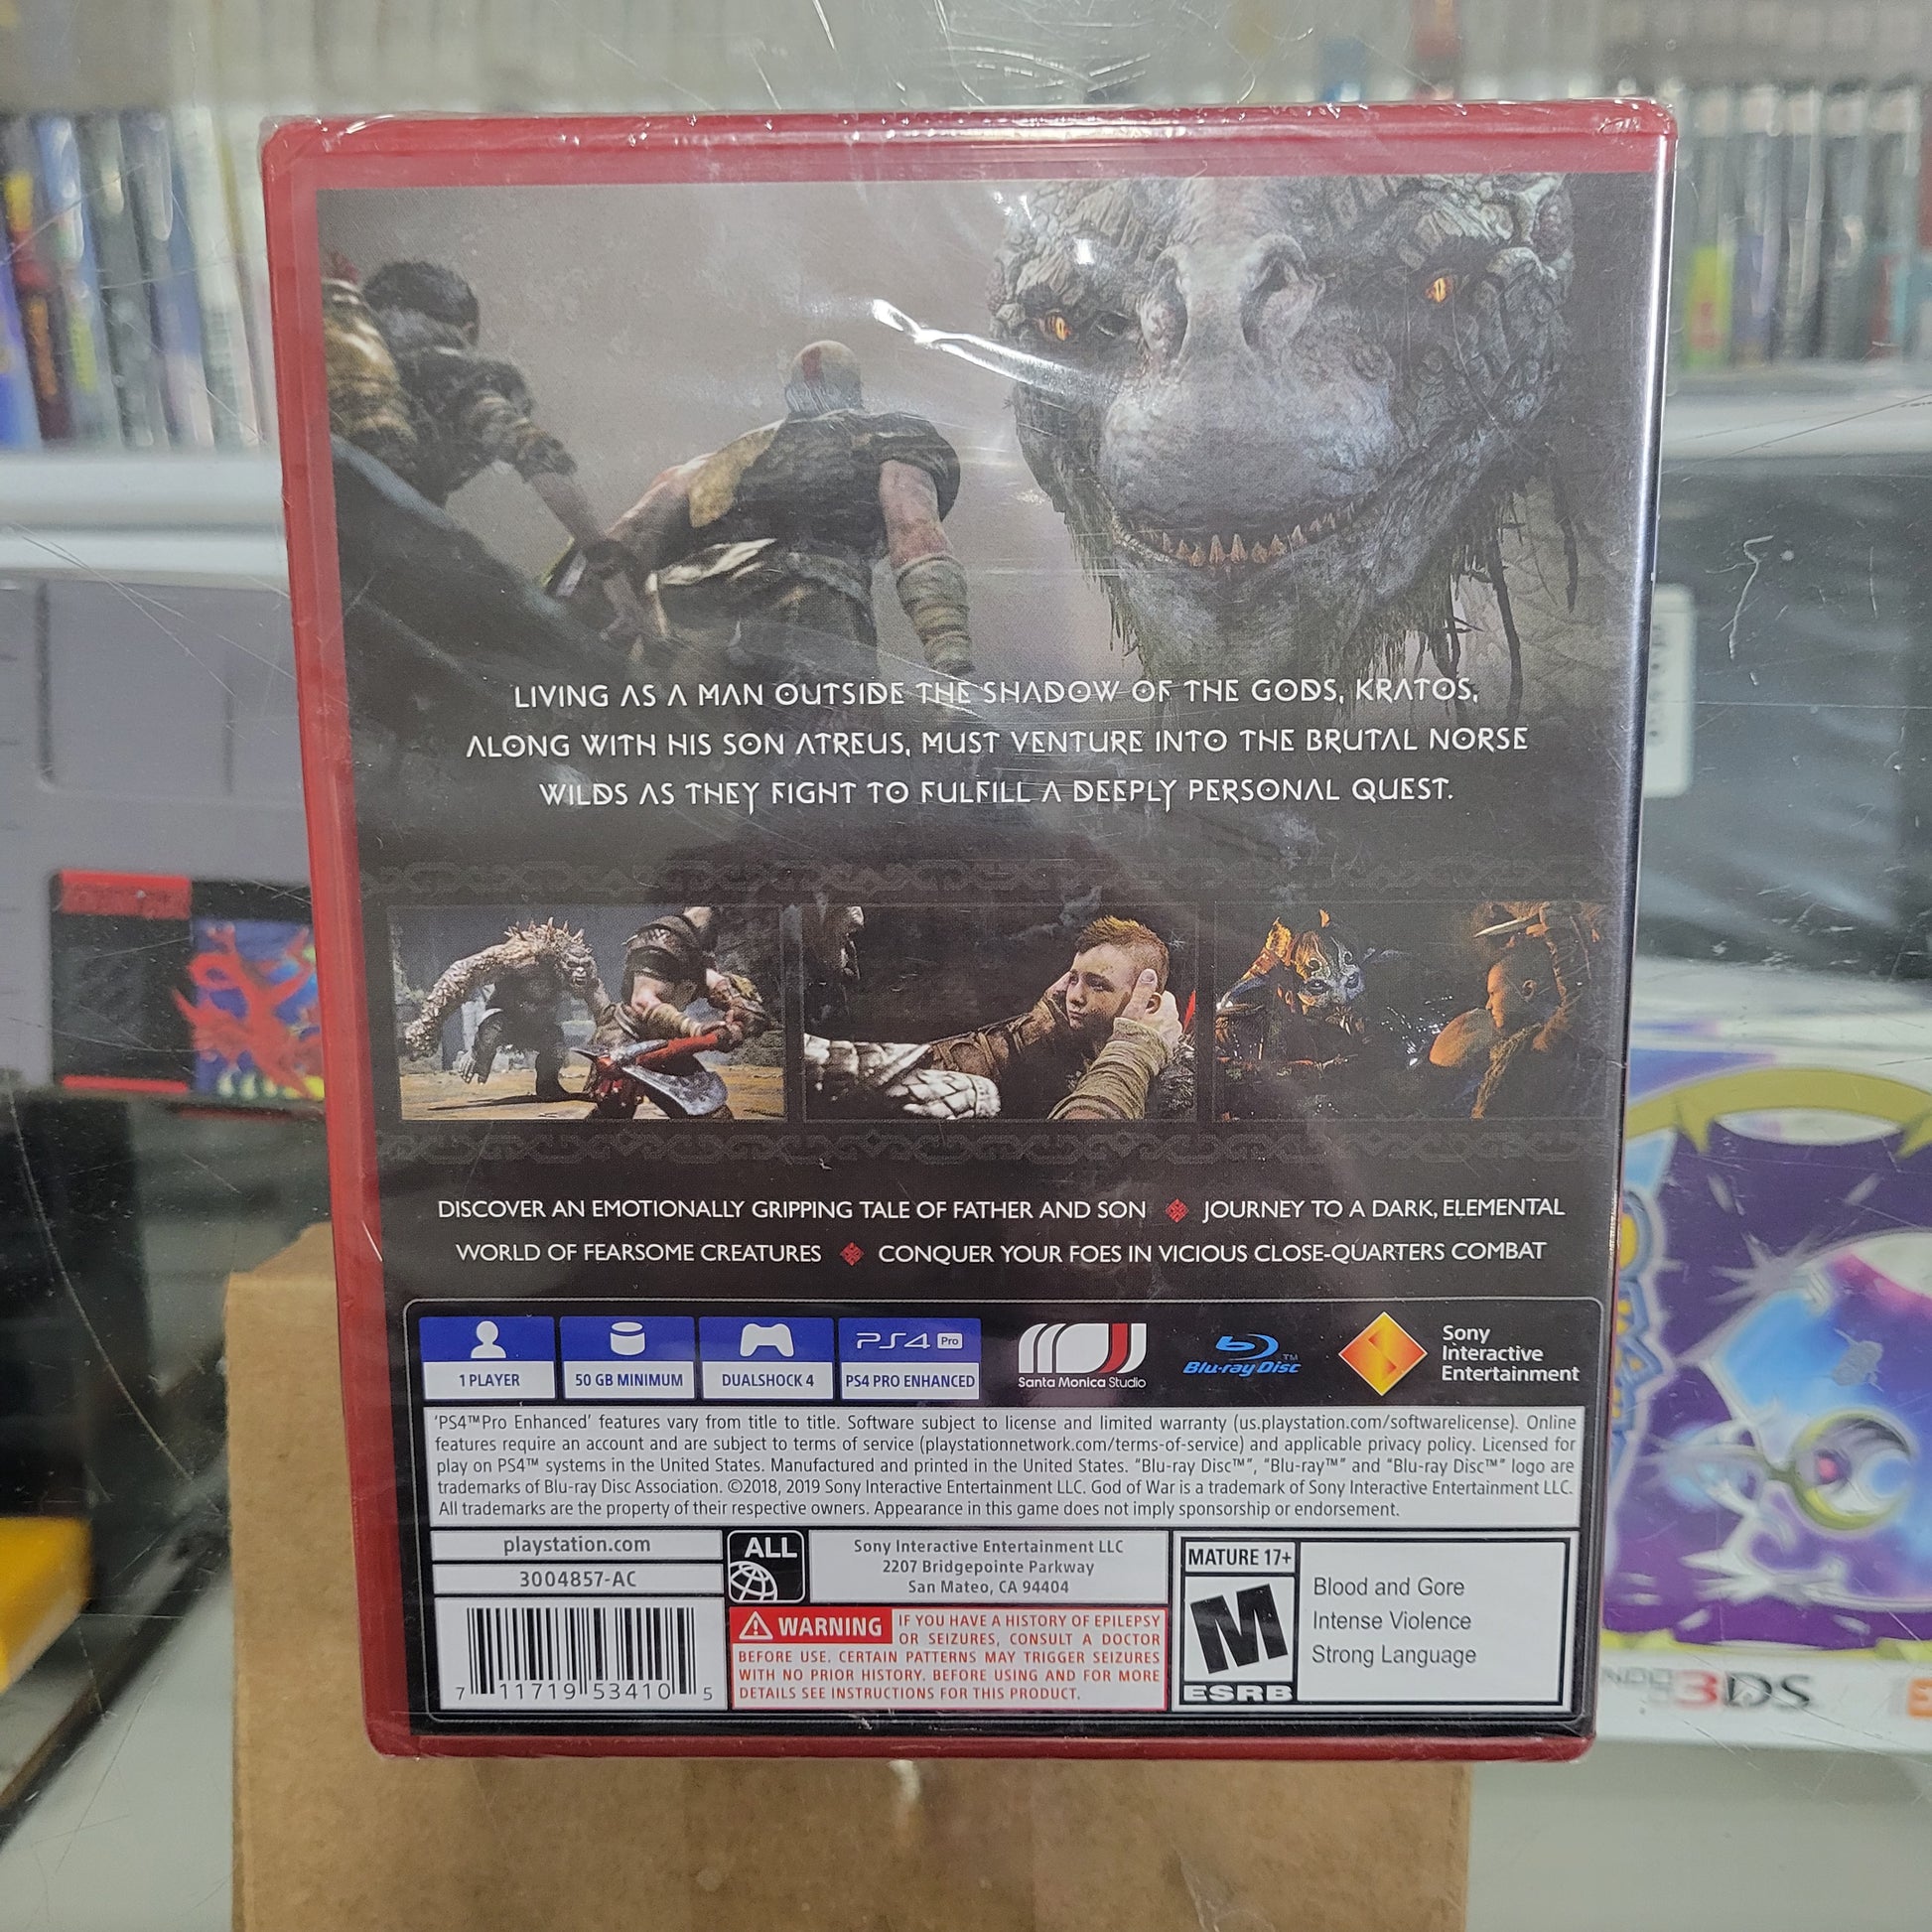 LIVING AS A MAN OUTSIDE THE SHADOW OF THE GODS, KRATOS,
ALONG WITH HIS SON ATREUS, MUST VENTURE INTO THE BRUTAL NORSE
WILDS AS THEY FIGHT TO FULFILL A DEEPLY PERSONAL QUEST.
DISCOVER AN EMOTIONALLY GRIPPING TALE OF FATHER AND SON JOURNEY TO A DARK, ELEMENTAL
WORLD OF FEARSOME CREATURES CONQUER YOUR FOES IN VICIOUS CLOSE-QUARTERS COMBAT
PS4 Pro
1 PLAYER
50 GB MINIMUM
DUALSHOCK 4
PS4 PRO ENHANCED
Santa Monica Studio
Blu-ray Disc™
Sony
Interactive
Entertainment
'PS4™Pro Enhanced' features vary from title to title. Software subject to license and limited warranty (us.playstation.com/softwarelicense). Online
features require an account and are subject to terms of service (playstationnetwork.com/terms-of-service) and applicable privacy policy. Licensed for
play on PS4™ systems in the United States. Manufactured and printed in the United States. "Blu-ray Disc™", "Blu-ray™" and "Blu-ray Disc™" logo are
trademarks of Blu-ray Disc Association. ©2018, 2019 Sony Interactive Entertainment LLC. God of War is a trademark of Sony Interactive Entertainment LLC.
All trademarks are the property of their respective owners. Appearance in this game does not imply sponsorship or endorsement.
playstation.com
3004857-AC
7 11719 53410 5
ALL
Sony Interactive Entertainment LLC
2207 Bridgepointe Parkway
San Mateo, CA 94404
WARNING IF YOU HAVE A HISTORY OF EPILEPSY
OR SEIZURES, CONSULT A DOCTOR
BEFORE USE. CERTAIN PATTERNS MAY TRIGGER SEIZURES
WITH NO PRIOR HISTORY. BEFORE USING AND FOR MORE
DETAILS SEE INSTRUCTIONS FOR THIS PRODUCT.
MATURE 17+
M
ESRB
Blood and Gore
Intense Violence
Strong Language
3DS